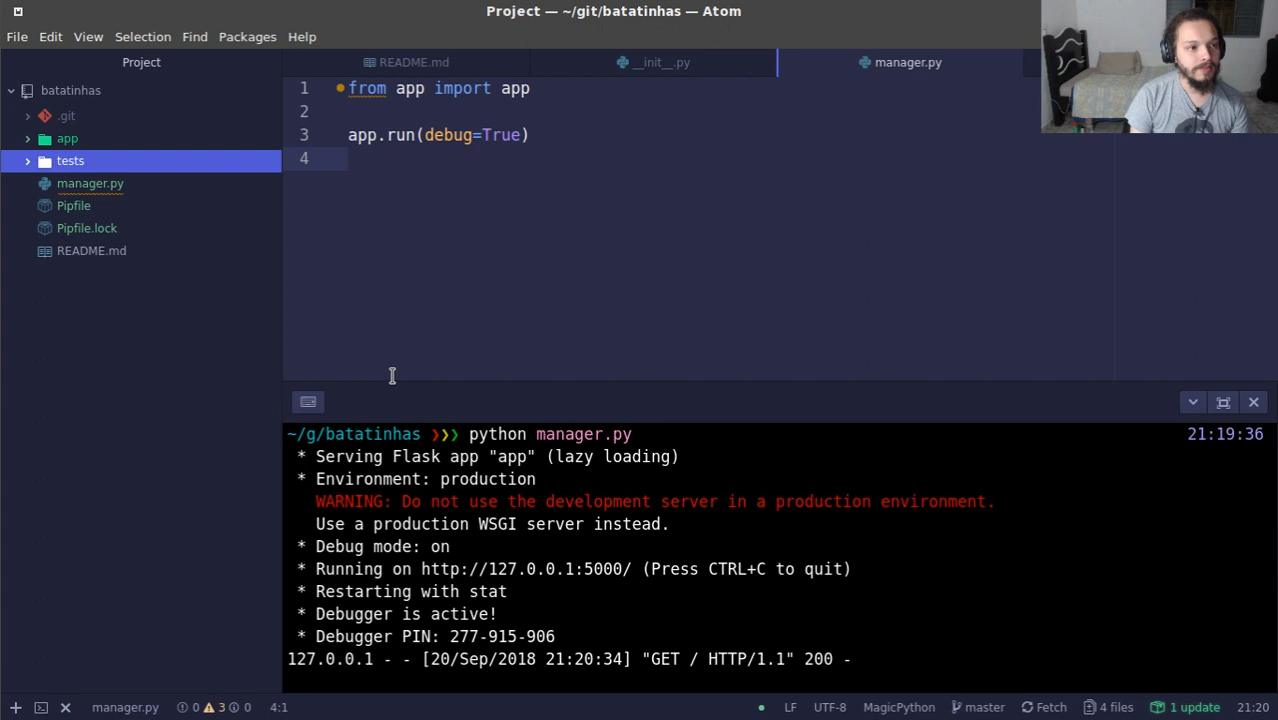 Project — ~/git/batatinhas — Atom
File Edit View Selection Find Packages Help
Project
README.md
__init__.py
manager.py
batatinhas
.git
app
tests
manager.py
Pipfile
Pipfile.lock
README.md
1 from app import app
2
3 app.run(debug=True)
4
~/g/batatinhas ❯❯❯ python manager.py 21:19:36
* Serving Flask app "app" (lazy loading)
* Environment: production
WARNING: Do not use the development server in a production environment.
Use a production WSGI server instead.
* Debug mode: on
* Running on http://127.0.0.1:5000/ (Press CTRL+C to quit)
* Restarting with stat
* Debugger is active!
* Debugger PIN: 277-915-906
127.0.0.1 - - [20/Sep/2018 21:20:34] "GET / HTTP/1.1" 200 -
manager.py 0 3 0 4:1 LF UTF-8 MagicPython master Fetch 4 files 1 update 21:20